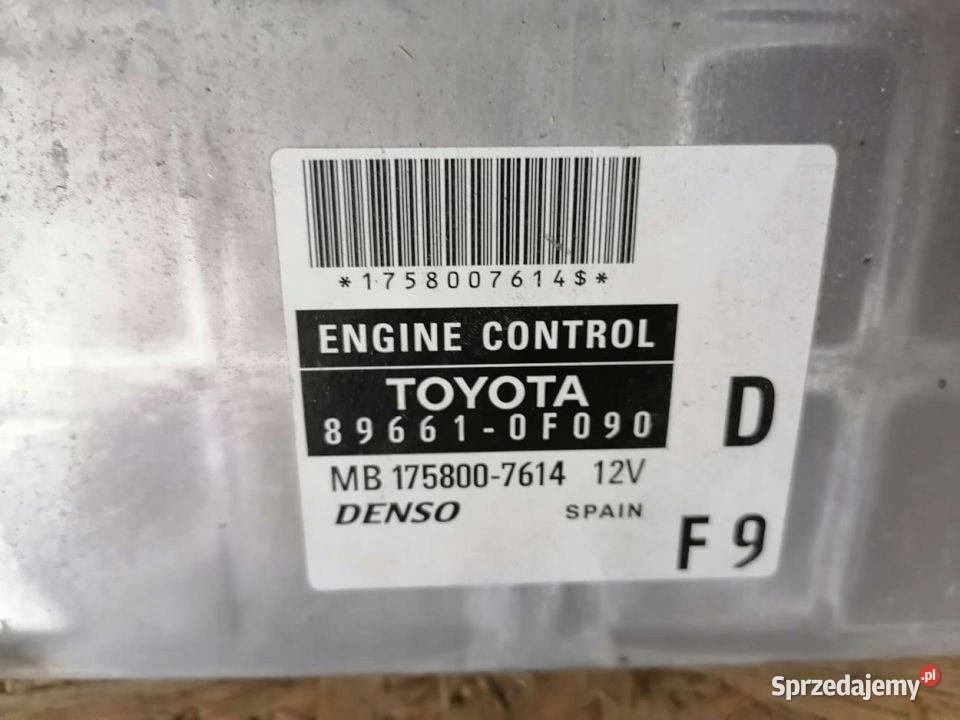 *1758007614$*
ENGINE CONTROL
TOYOTA
89661-0F090
D
MB 175800-7614 12V
DENSO SPAIN
F9
Sprzedajemy.pl